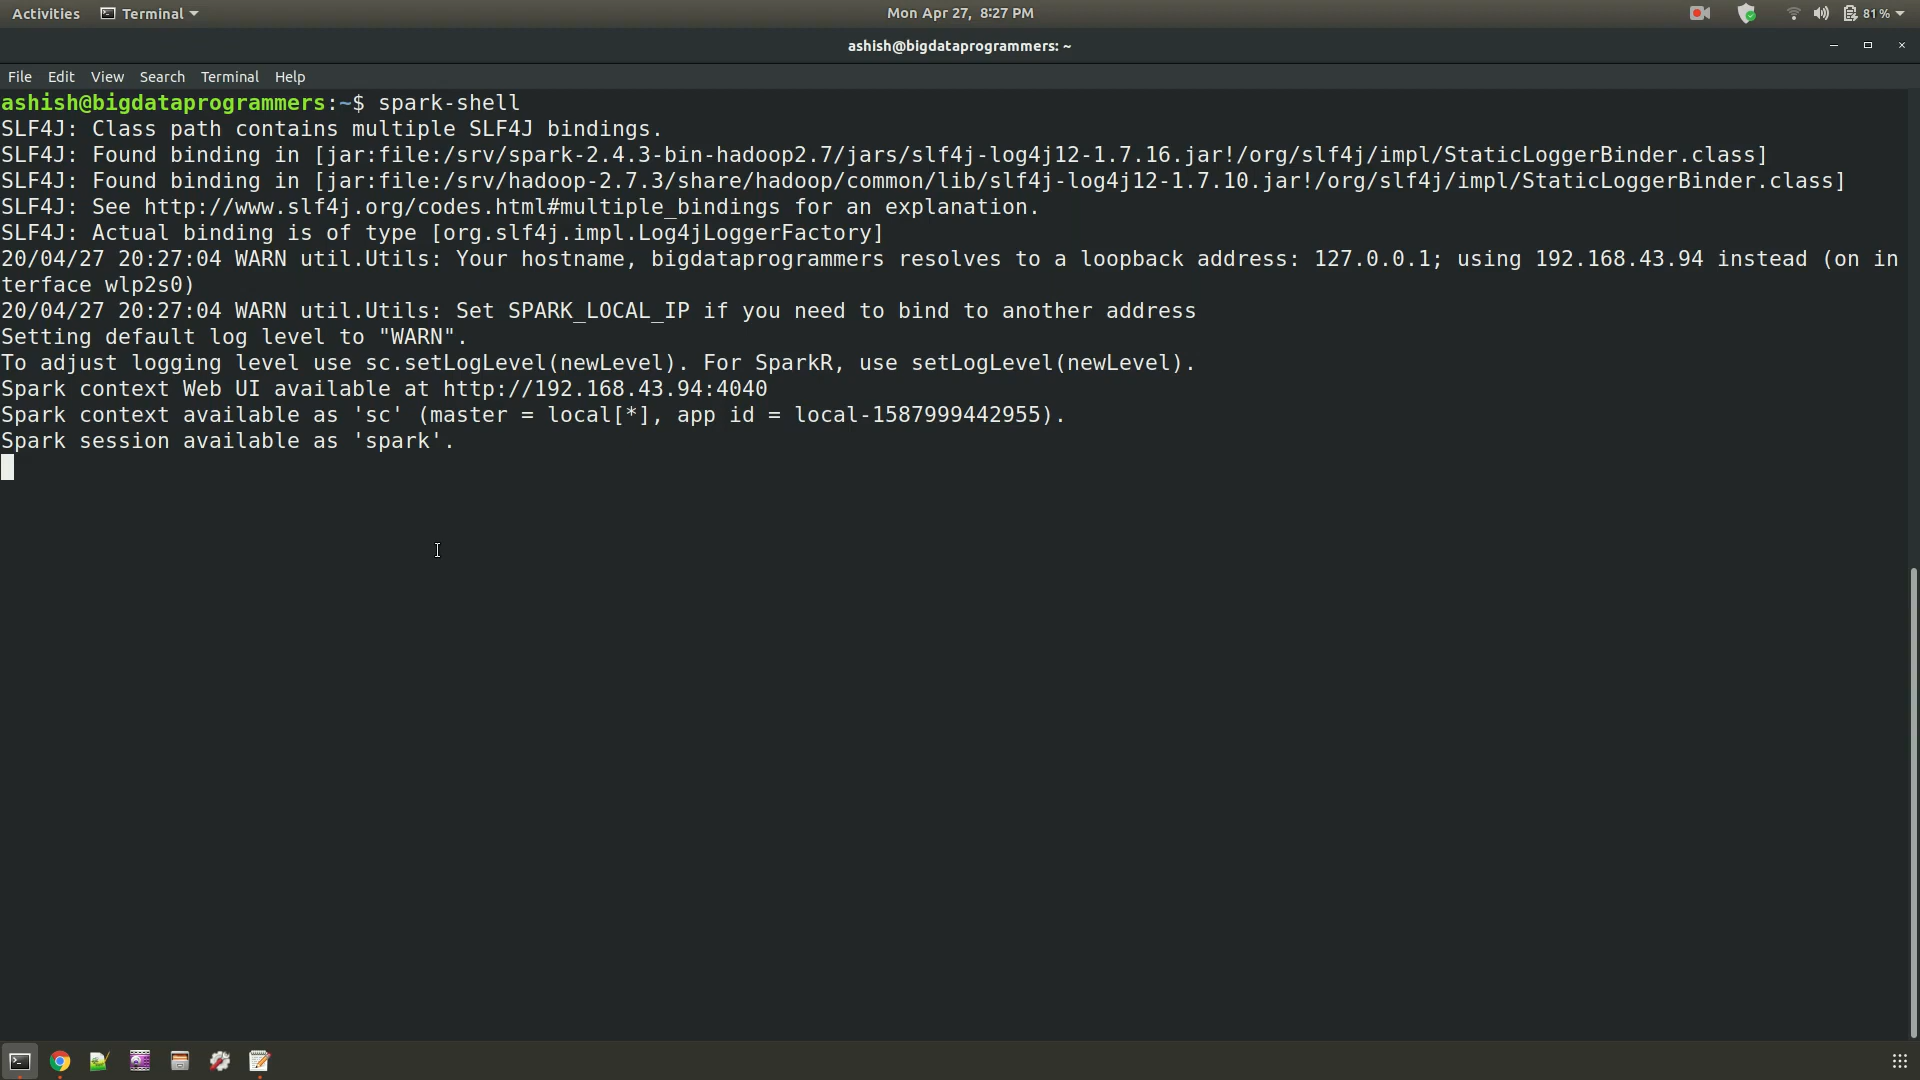 Activities Terminal Mon Apr 27, 8:27 PM 81 %
ashish@bigdataprogrammers: ~
File Edit View Search Terminal Help
ashish@bigdataprogrammers:~$ spark-shell
SLF4J: Class path contains multiple SLF4J bindings.
SLF4J: Found binding in [jar:file:/srv/spark-2.4.3-bin-hadoop2.7/jars/slf4j-log4j12-1.7.16.jar!/org/slf4j/impl/StaticLoggerBinder.class]
SLF4J: Found binding in [jar:file:/srv/hadoop-2.7.3/share/hadoop/common/lib/slf4j-log4j12-1.7.10.jar!/org/slf4j/impl/StaticLoggerBinder.class]
SLF4J: See http://www.slf4j.org/codes.html#multiple_bindings for an explanation.
SLF4J: Actual binding is of type [org.slf4j.impl.Log4jLoggerFactory]
20/04/27 20:27:04 WARN util.Utils: Your hostname, bigdataprogrammers resolves to a loopback address: 127.0.0.1; using 192.168.43.94 instead (on in
terface wlp2s0)
20/04/27 20:27:04 WARN util.Utils: Set SPARK_LOCAL_IP if you need to bind to another address
Setting default log level to "WARN".
To adjust logging level use sc.setLogLevel(newLevel). For SparkR, use setLogLevel(newLevel).
Spark context Web UI available at http://192.168.43.94:4040
Spark context available as 'sc' (master = local[*], app id = local-1587999442955).
Spark session available as 'spark'.